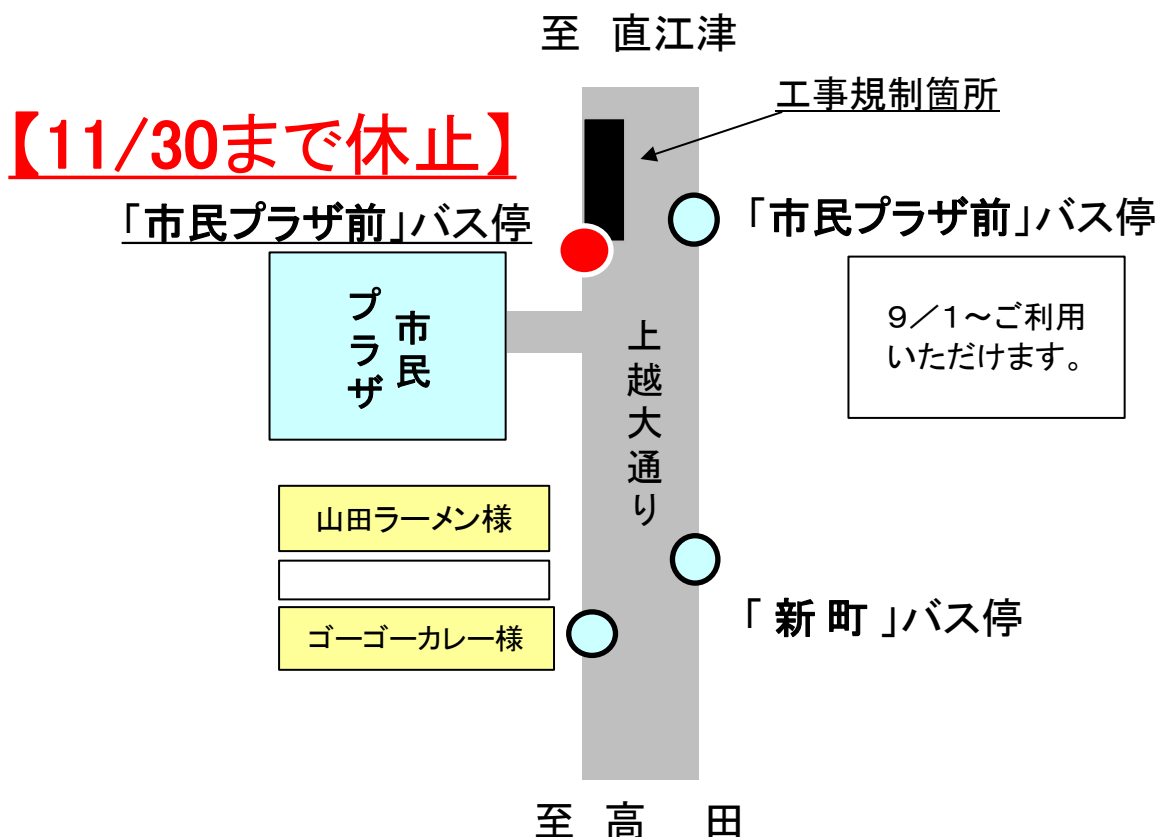 至 直江津
工事規制箇所
【11/30まで休止】
「市民プラザ前」バス停
「市民プラザ前」バス停
市民
プラザ
9/1～ご利用
いただけます。
上越大通り
山田ラーメン様
ゴーゴーカレー様
「 新 町 」バス停
至 高 田